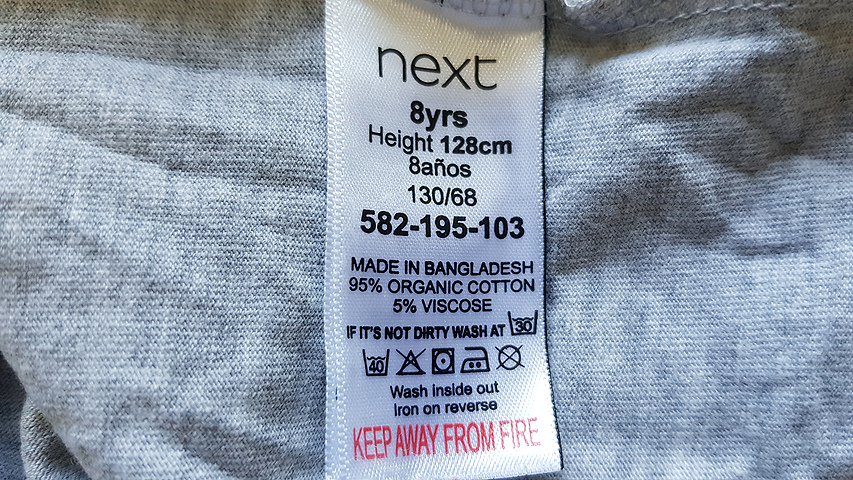 next
8yrs
Height 128cm
8años
130/68
582-195-103
MADE IN BANGLADESH
95% ORGANIC COTTON
5% VISCOSE
IF IT'S NOT DIRTY WASH AT 30
40
Wash inside out
Iron on reverse
KEEP AWAY FROM FIRE